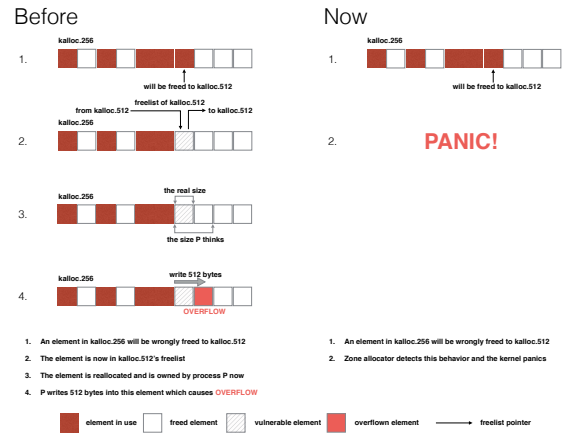 Before
Now
kalloc.256
1.
will be freed to kalloc.512
kalloc.256
1.
will be freed to kalloc.512
freelist of kalloc.512
from kalloc.512
to kalloc.512
kalloc.256
2.
2.
PANIC!
the real size
kalloc.256
3.
the size P thinks
write 512 bytes
kalloc.256
4.
OVERFLOW
1. An element in kalloc.256 will be wrongly freed to kalloc.512
2. The element is now in kalloc.512's freelist
3. The element is reallocated and is owned by process P now
4. P writes 512 bytes into this element which causes OVERFLOW
1. An element in kalloc.256 will be wrongly freed to kalloc.512
2. Zone allocator detects this behavior and the kernel panics
element in use
freed element
vulnerable element
overflown element
freelist pointer